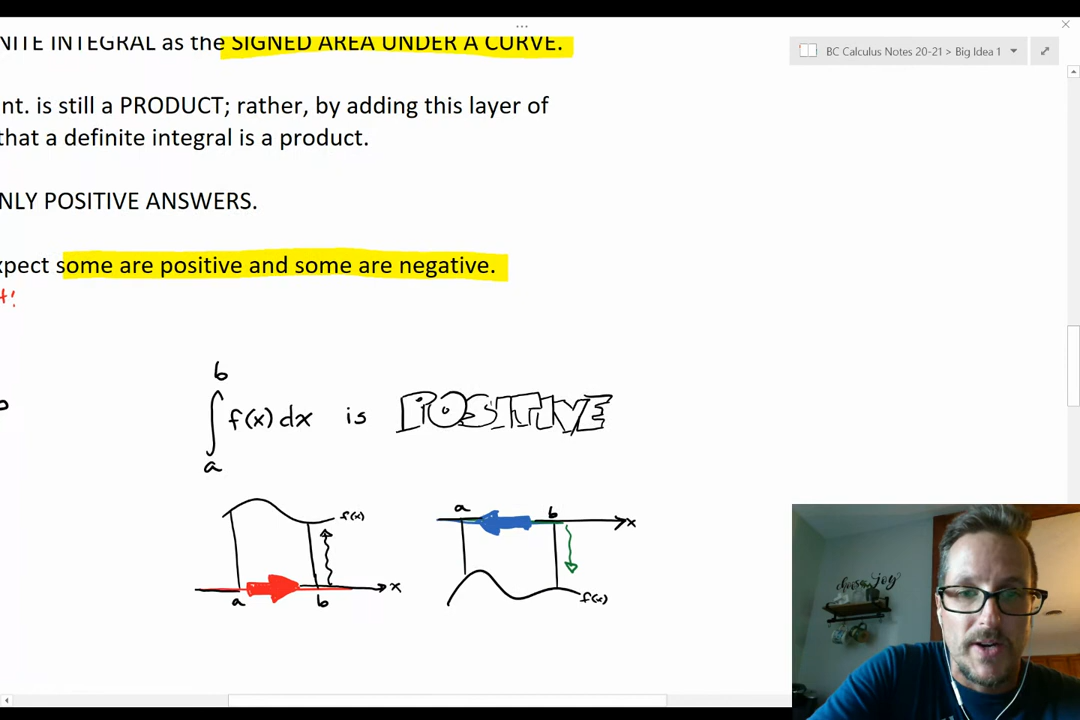 NITE INTEGRAL as the SIGNED AREA UNDER A CURVE.
BC Calculus Notes 20-21 > Big Idea 1
nt. is still a PRODUCT; rather, by adding this layer of
that a definite integral is a product.
NLY POSITIVE ANSWERS.
xpect some are positive and some are negative.
b
∫ f(x) dx is POSITIVE
a
f(x)
a b x
a b x
f(x)
choose joy